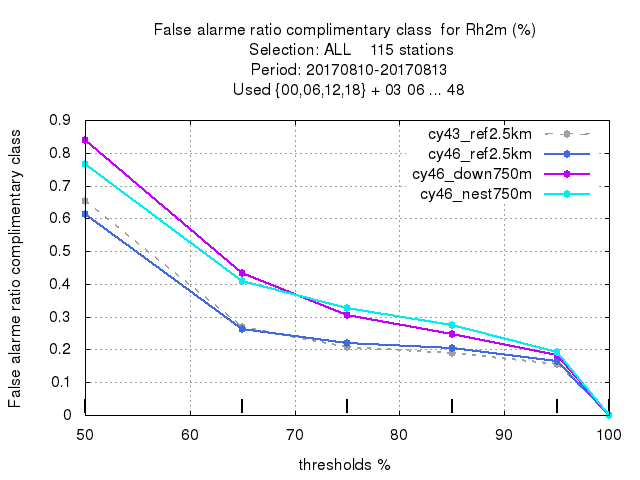 False alarme ratio complimentary class for Rh2m (%)
Selection: ALL 115 stations
Period: 20170810-20170813
Used {00,06,12,18} + 03 06 ... 48
False alarme ratio complimentary class
0.9
0.8
0.7
0.6
0.5
0.4
0.3
0.2
0.1
0
cy43_ref2.5km
cy46_ref2.5km
cy46_down750m
cy46_nest750m
50 60 70 80 90 100
thresholds %